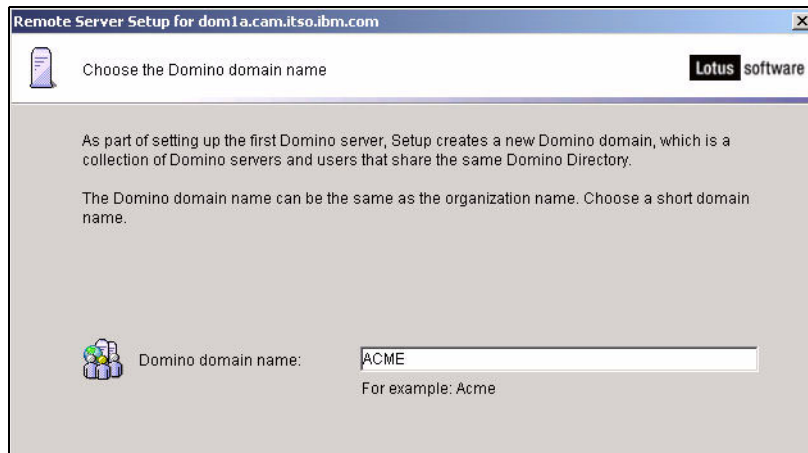 Remote Server Setup for dom1a.cam.itso.ibm.com
Choose the Domino domain name
Lotus software
As part of setting up the first Domino server, Setup creates a new Domino domain, which is a
collection of Domino servers and users that share the same Domino Directory.
The Domino domain name can be the same as the organization name. Choose a short domain
name.
Domino domain name:
ACME
For example: Acme